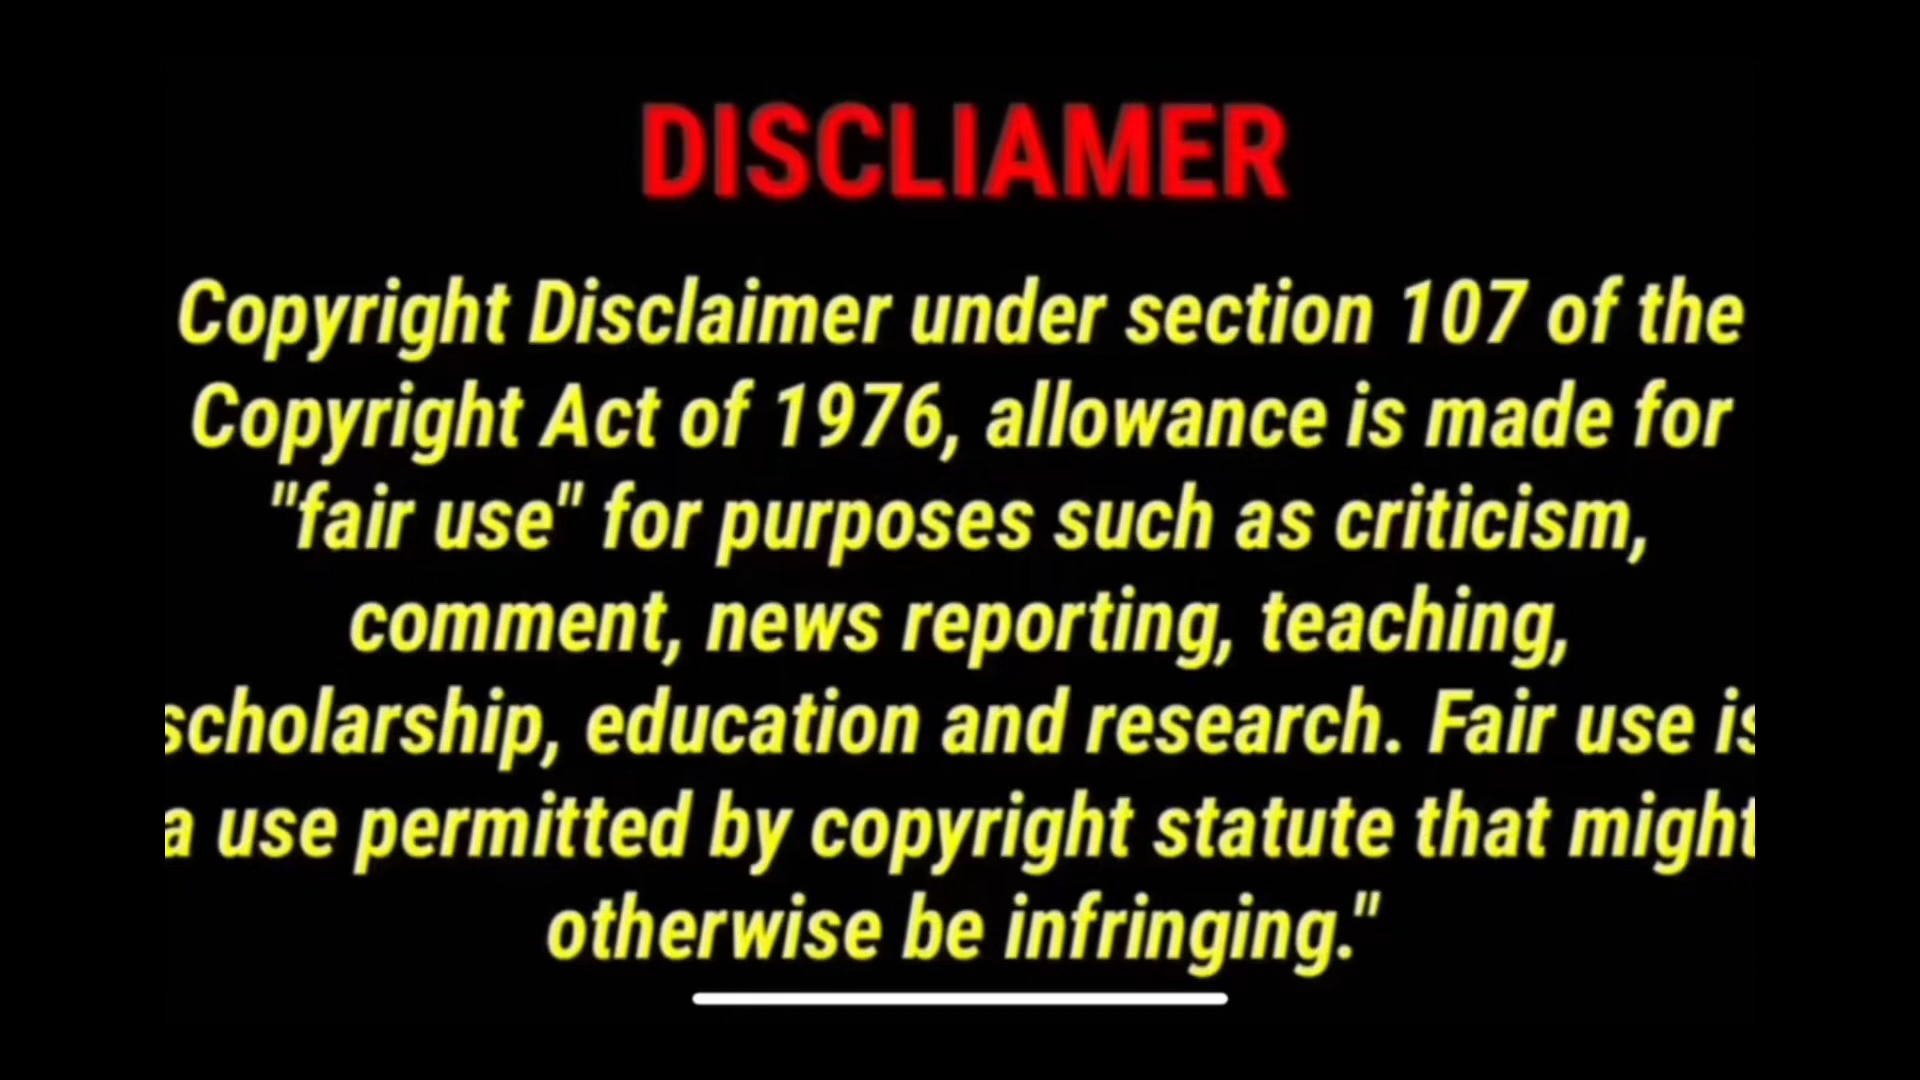 DISCLIAMER
Copyright Disclaimer under section 107 of the
Copyright Act of 1976, allowance is made for
"fair use" for purposes such as criticism,
comment, news reporting, teaching,
scholarship, education and research. Fair use is
a use permitted by copyright statute that might
otherwise be infringing."